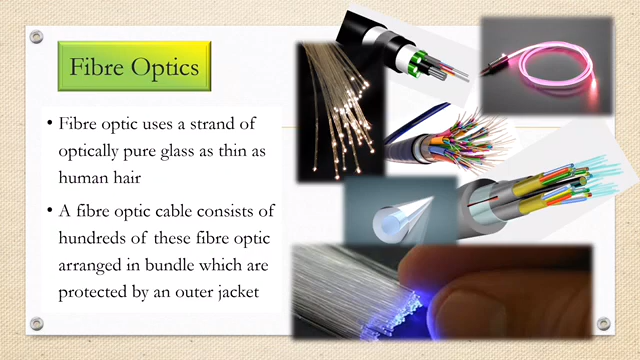 Fibre Optics
• Fibre optic uses a strand of
optically pure glass as thin as
human hair
• A fibre optic cable consists of
hundreds of these fibre optic
arranged in bundle which are
protected by an outer jacket